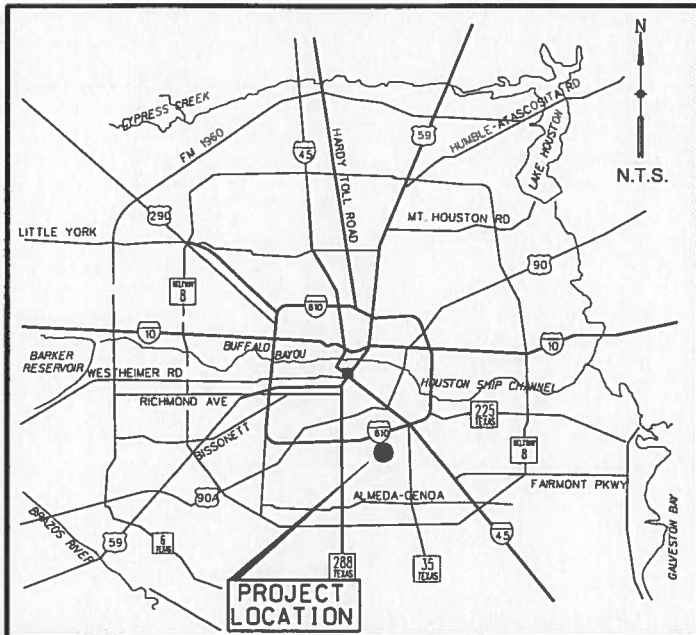 N
N.T.S.
CYPRESS CREEK
FM 1960
45
HARDY TOLL ROAD
59
HUMBLE-ATASCOSITA RD
LAKE HOUSTON
290
MT. HOUSTON RD
LITTLE YORK
90
BELTWAY 8
610
10
BUFFALO BAYOU
10
BARKER RESERVOIR
WESTHEIMER RD
HOUSTON SHIP CHANNEL
RICHMOND AVE
225 TEXAS
BISSONETT
610
BELTWAY 8
FAIRMONT PKWY
90A
ALMEDA-GENOA
GALVESTON BAY
BRAZOS RIVER
59
6 TEXAS
45
288 TEXAS
35 TEXAS
PROJECT
LOCATION